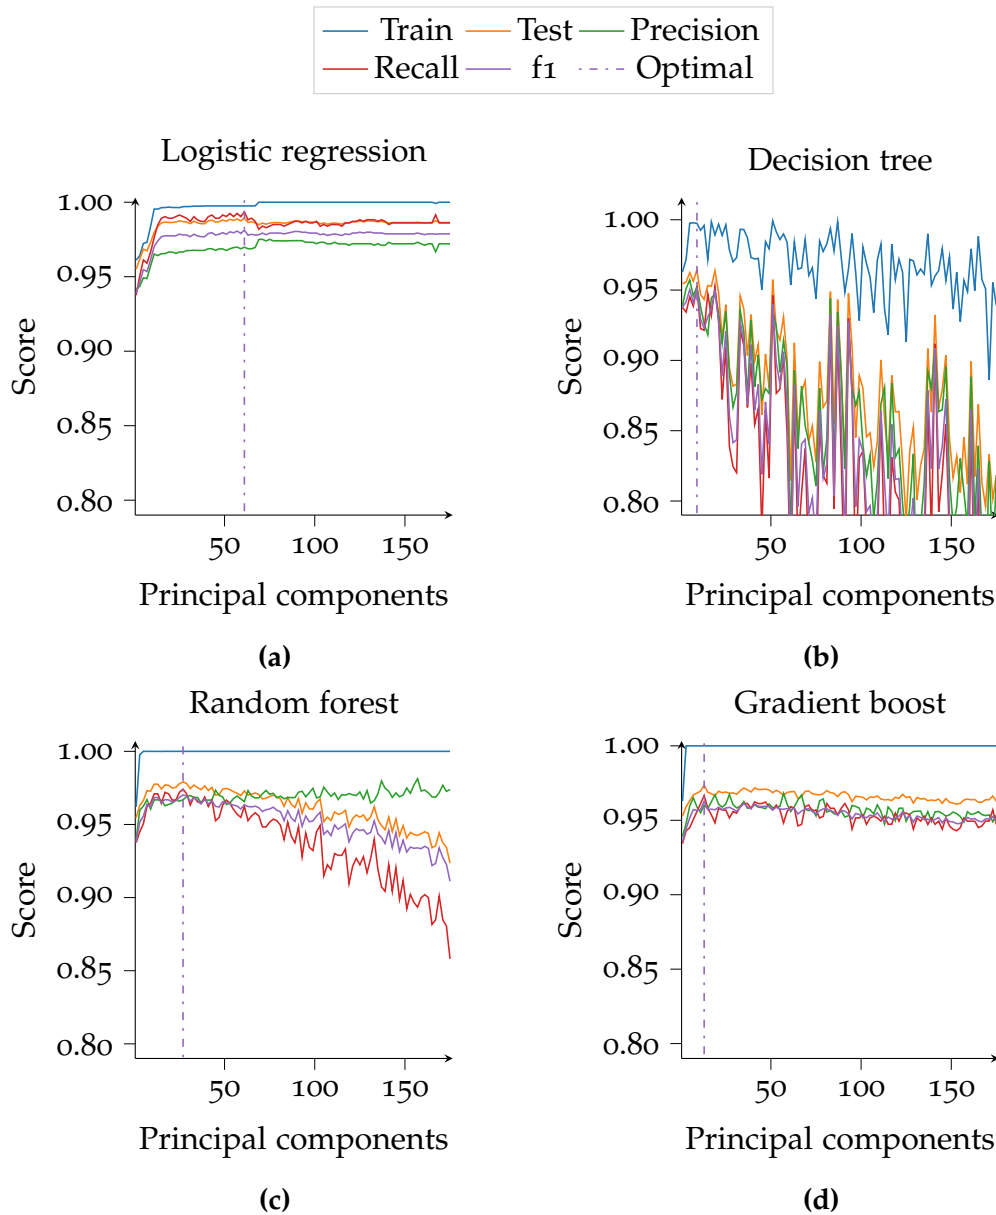 Train Test Precision
Recall f1 Optimal
Logistic regression
1.00
0.95
0.90
0.85
0.80
Score
50 100 150
Principal components
(a)
Decision tree
1.00
0.95
0.90
0.85
0.80
Score
50 100 150
Principal components
(b)
Random forest
1.00
0.95
0.90
0.85
0.80
Score
50 100 150
Principal components
(c)
Gradient boost
1.00
0.95
0.90
0.85
0.80
Score
50 100 150
Principal components
(d)